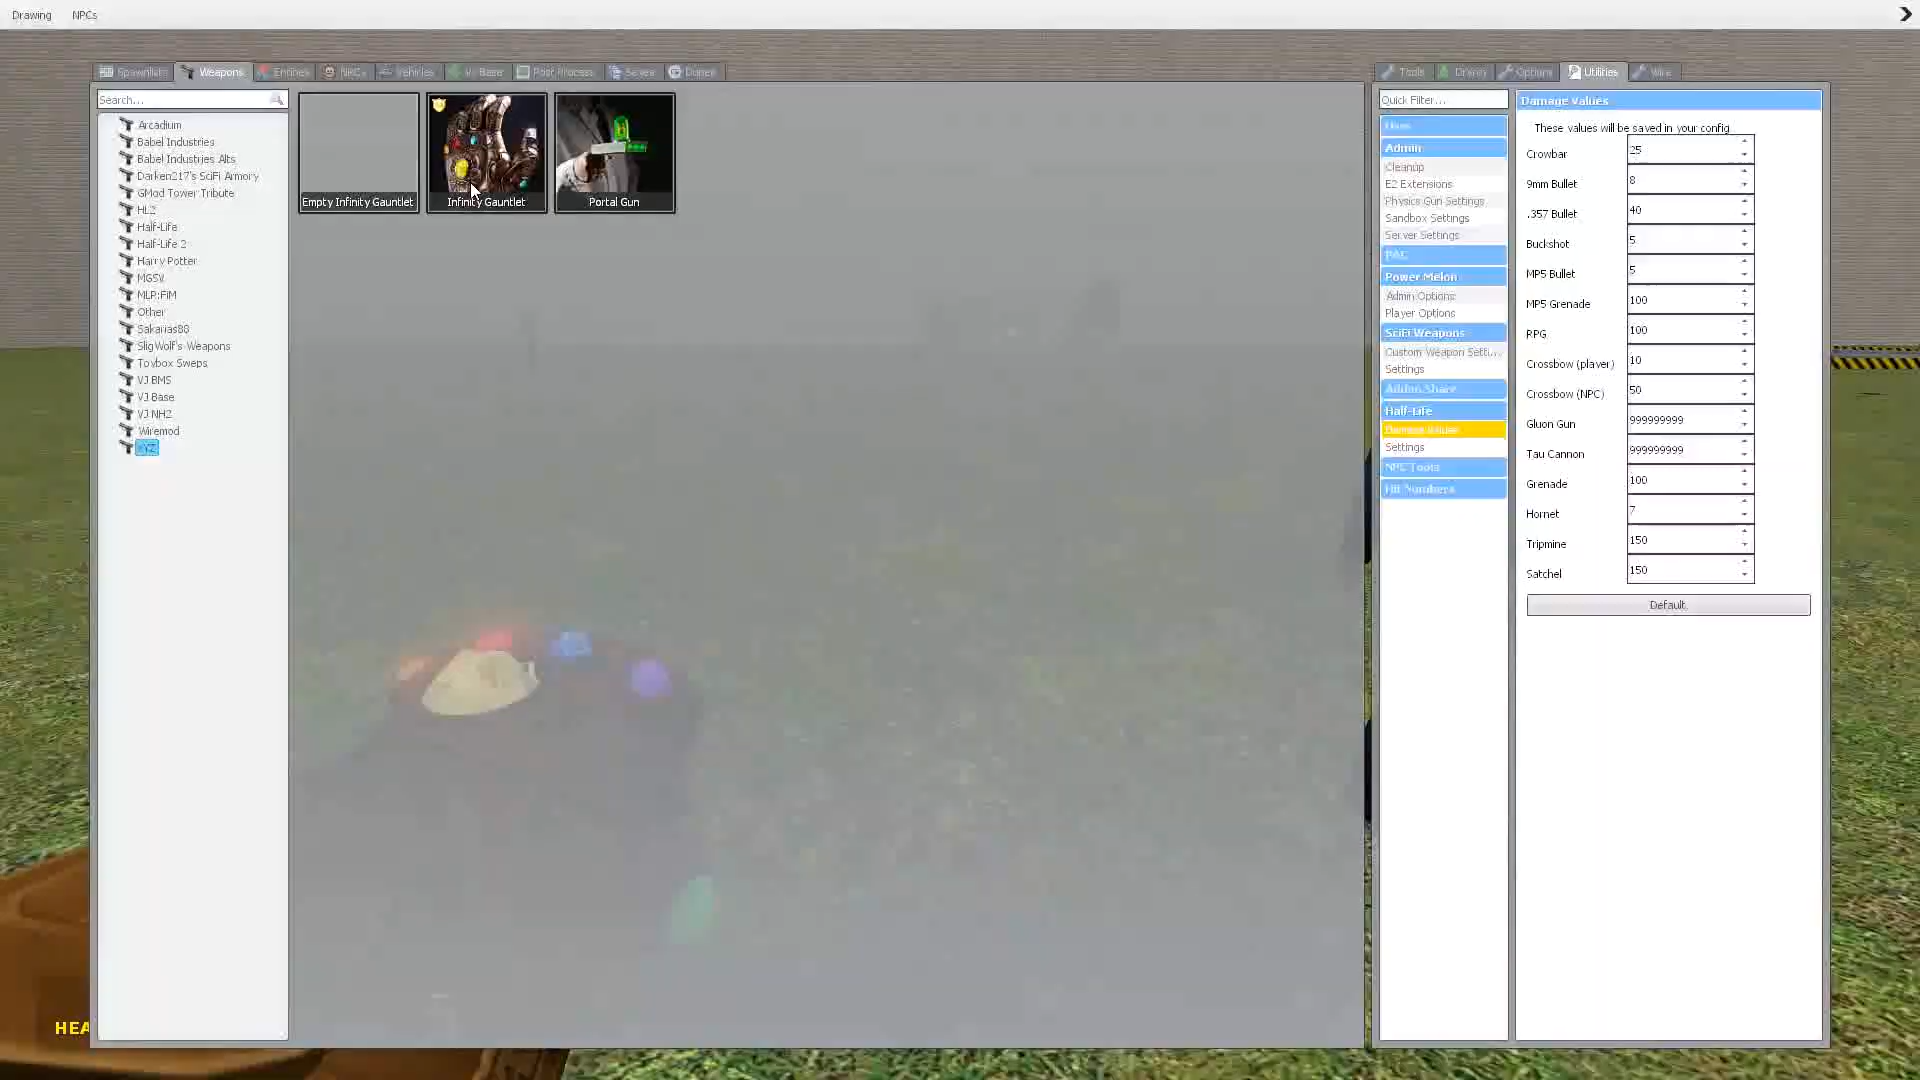 Drawing NPCs
Spawnlists Weapons Entities NPCs Vehicles VJ Base Post Process Saves Dupes
Tools Options Utilities Wire
Search...
Arcadium
Babel Industries
Babel Industries Alts
Darken217's SciFi Armory
GMod Tower Tribute
HL2
Half-Life
Half-Life 2
Harry Potter
MGSV
MLP:FiM
Other
Sakarias88
SligWolf's Weapons
Toybox Sweps
VJ BMS
VJ Base
VJ NH2
Wiremod
Empty Infinity Gauntlet
Infinity Gauntlet
Portal Gun
Quick Filter...
User
Admin
Cleanup
E2 Extensions
Physics Gun Settings
Sandbox Settings
Server Settings
PAC
Power Melon
Admin Options
Player Options
SciFi Weapons
Custom Weapon Setti...
Settings
Addon Share
Half-Life
Damage Values
Settings
NPC Tools
Hit Numbers
Damage Values
These values will be saved in your config
Crowbar 25
9mm Bullet 8
.357 Bullet 40
Buckshot 5
MP5 Bullet 5
MP5 Grenade 100
RPG 100
Crossbow (player) 10
Crossbow (NPC) 50
Gluon Gun 999999999
Tau Cannon 999999999
Grenade 100
Hornet 7
Tripmine 150
Satchel 150
Default
HEA